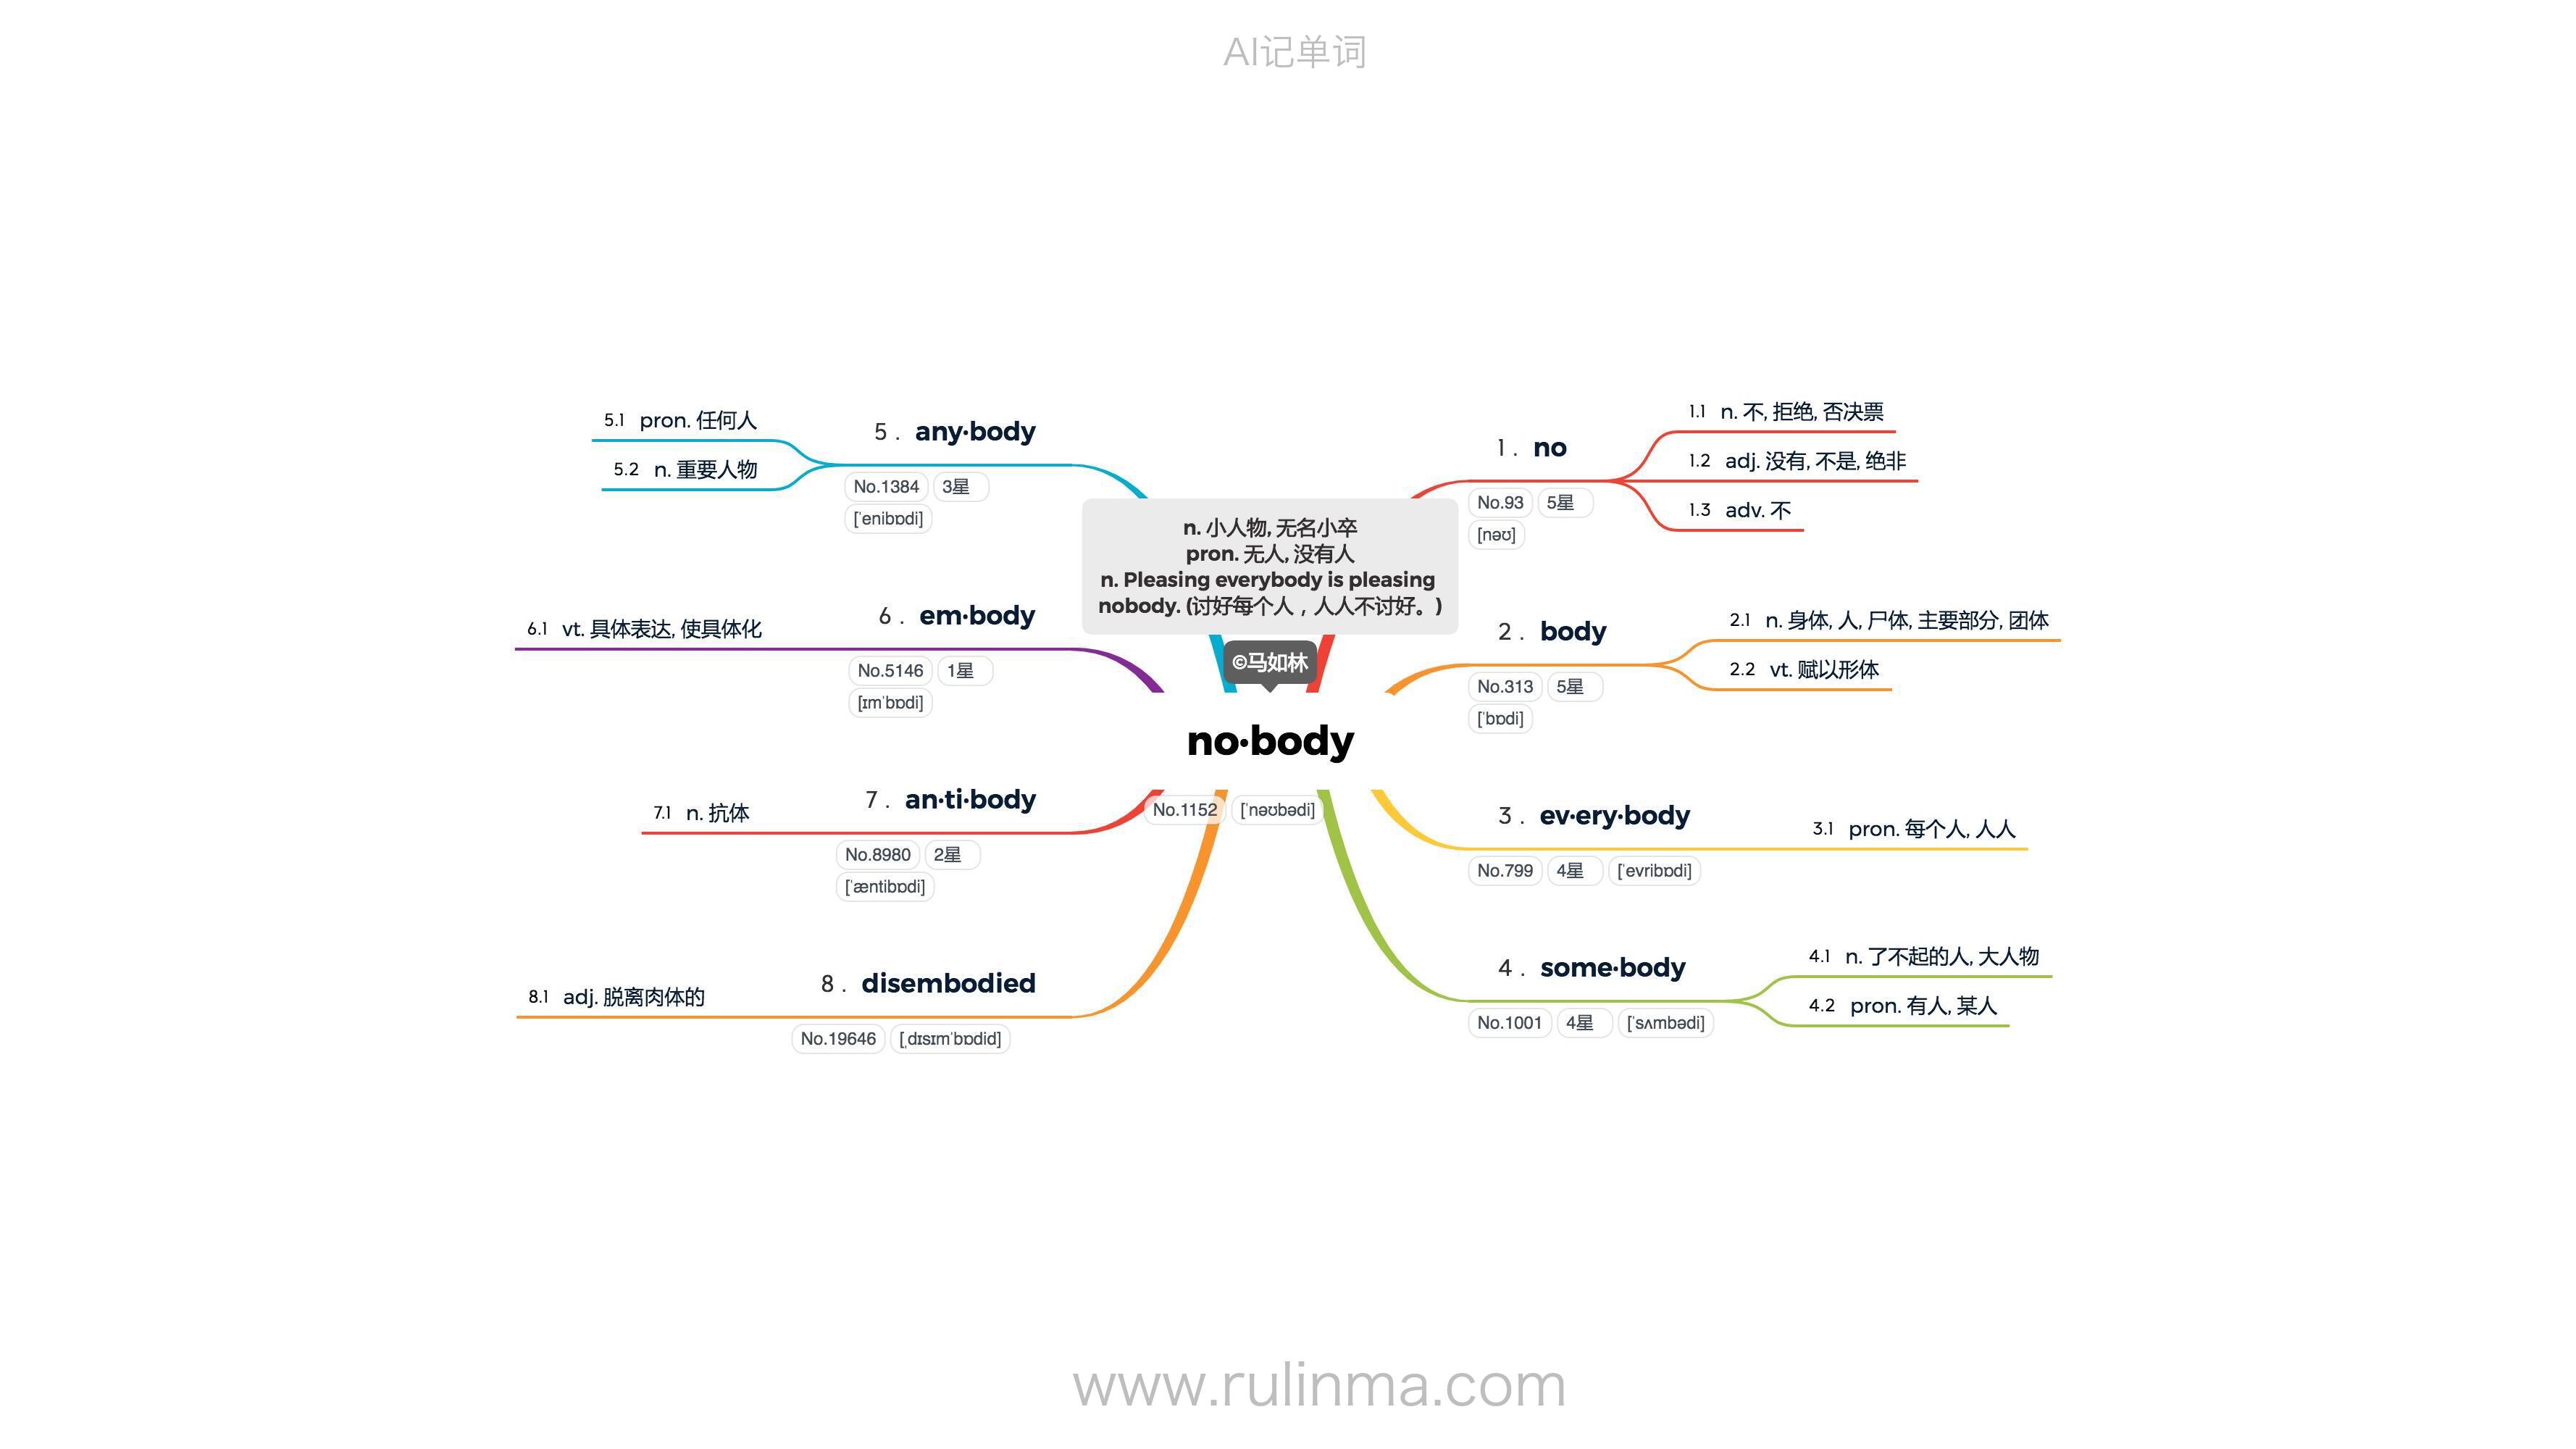 AI记单词
n. 小人物, 无名小卒
pron. 无人, 没有人
n. Pleasing everybody is pleasing
nobody. (讨好每个人，人人不讨好。)
©马如林
no·body
No.1152 [ˈnəʊbədi]
1. no
No.93 5星
[nəʊ]
1.1 n. 不, 拒绝, 否决票
1.2 adj. 没有, 不是, 绝非
1.3 adv. 不
2. body
No.313 5星
[ˈbɒdi]
2.1 n. 身体, 人, 尸体, 主要部分, 团体
2.2 vt. 赋以形体
3. ev·ery·body
No.799 4星 [ˈevribɒdi]
3.1 pron. 每个人, 人人
4. some·body
No.1001 4星 [ˈsʌmbədi]
4.1 n. 了不起的人, 大人物
4.2 pron. 有人, 某人
5. any·body
No.1384 3星
[ˈenibɒdi]
5.1 pron. 任何人
5.2 n. 重要人物
6. em·body
No.5146 1星
[ɪmˈbɒdi]
6.1 vt. 具体表达, 使具体化
7. an·ti·body
No.8980 2星
[ˈæntibɒdi]
7.1 n. 抗体
8. disembodied
No.19646 [ˌdɪsɪmˈbɒdid]
8.1 adj. 脱离肉体的
www.rulinma.com